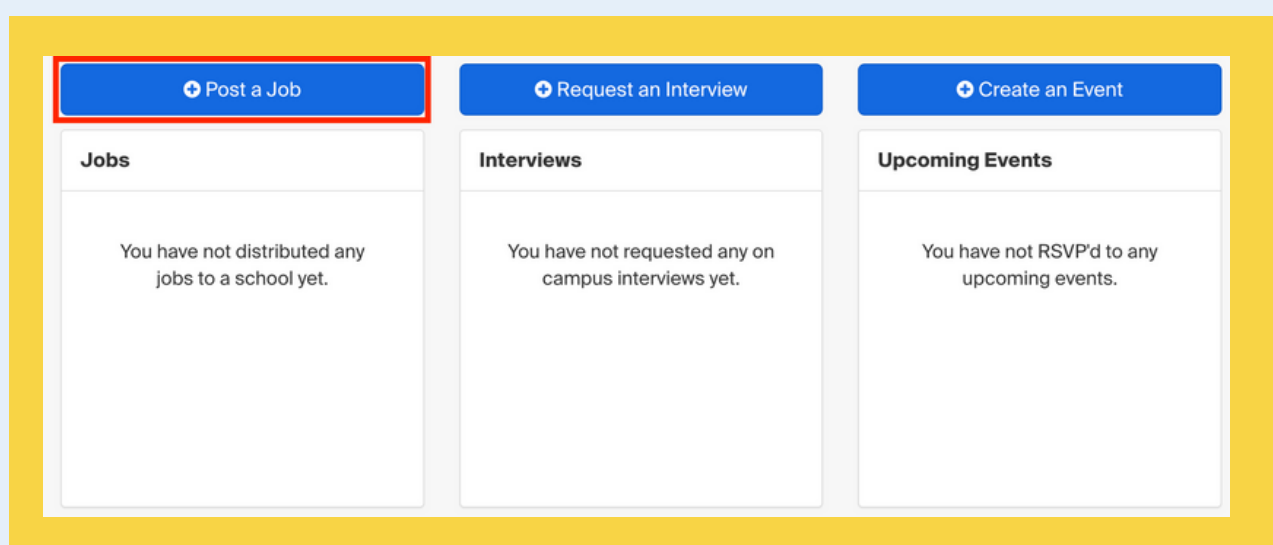 Post a Job
Request an Interview
Create an Event
Jobs
Interviews
Upcoming Events
You have not distributed any
jobs to a school yet.
You have not requested any on
campus interviews yet.
You have not RSVP'd to any
upcoming events.